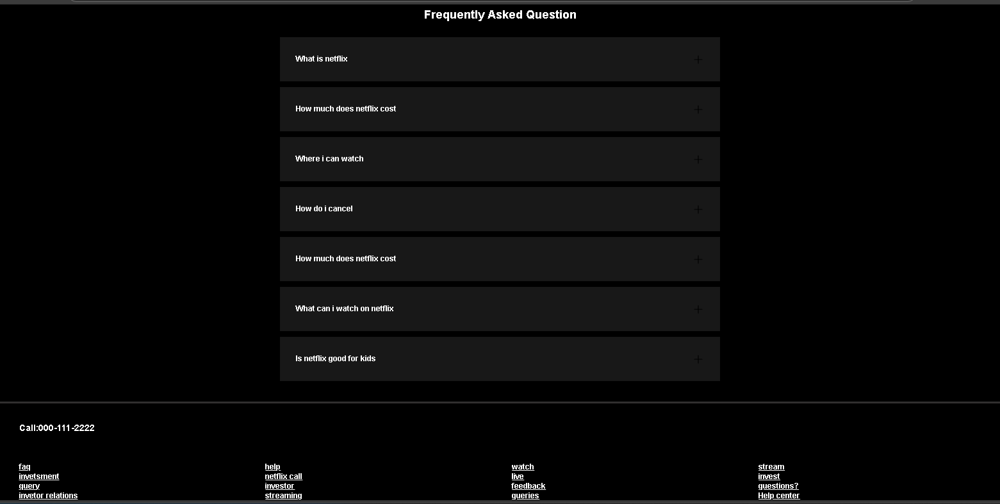 Frequently Asked Question
What is netflix
How much does netflix cost
Where i can watch
How do i cancel
How much does netflix cost
What can i watch on netflix
Is netflix good for kids
Call:000-111-2222
faq
invetsment
query
invetor relations
help
netflix call
investor
streaming
watch
live
feedback
queries
stream
invest
questions?
Help center